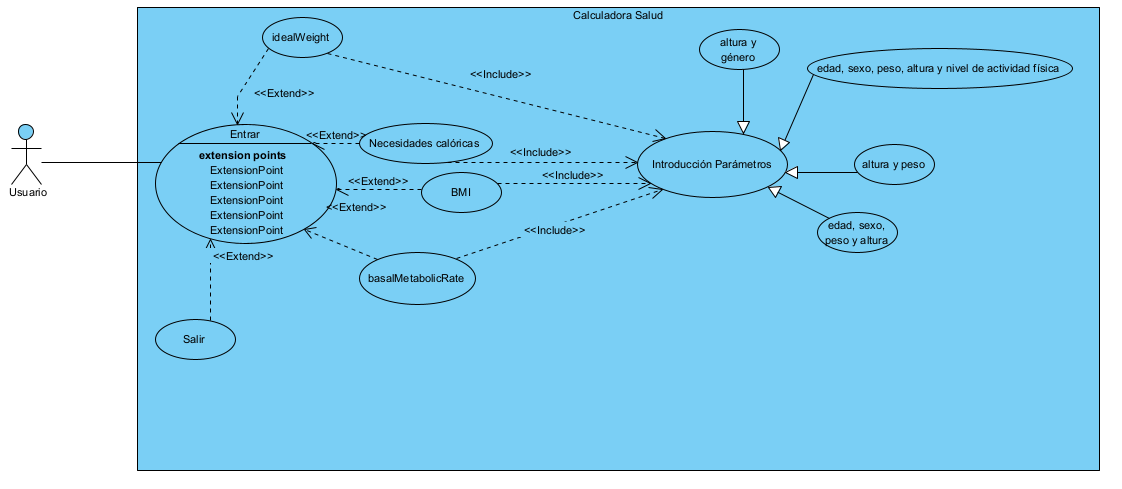 Calculadora Salud
idealWeight
altura y
género
<<Include>>
edad, sexo, peso, altura y nivel de actividad física
<<Extend>>
Entrar
<<Extend>>
Necesidades calóricas
extension points
ExtensionPoint
ExtensionPoint
ExtensionPoint
ExtensionPoint
ExtensionPoint
<<Include>>
Introducción Parámetros
altura y peso
<<Extend>>
BMI
<<Include>>
Usuario
<<Extend>>
edad, sexo,
peso y altura
<<Include>>
<<Extend>>
basalMetabolicRate
Salir